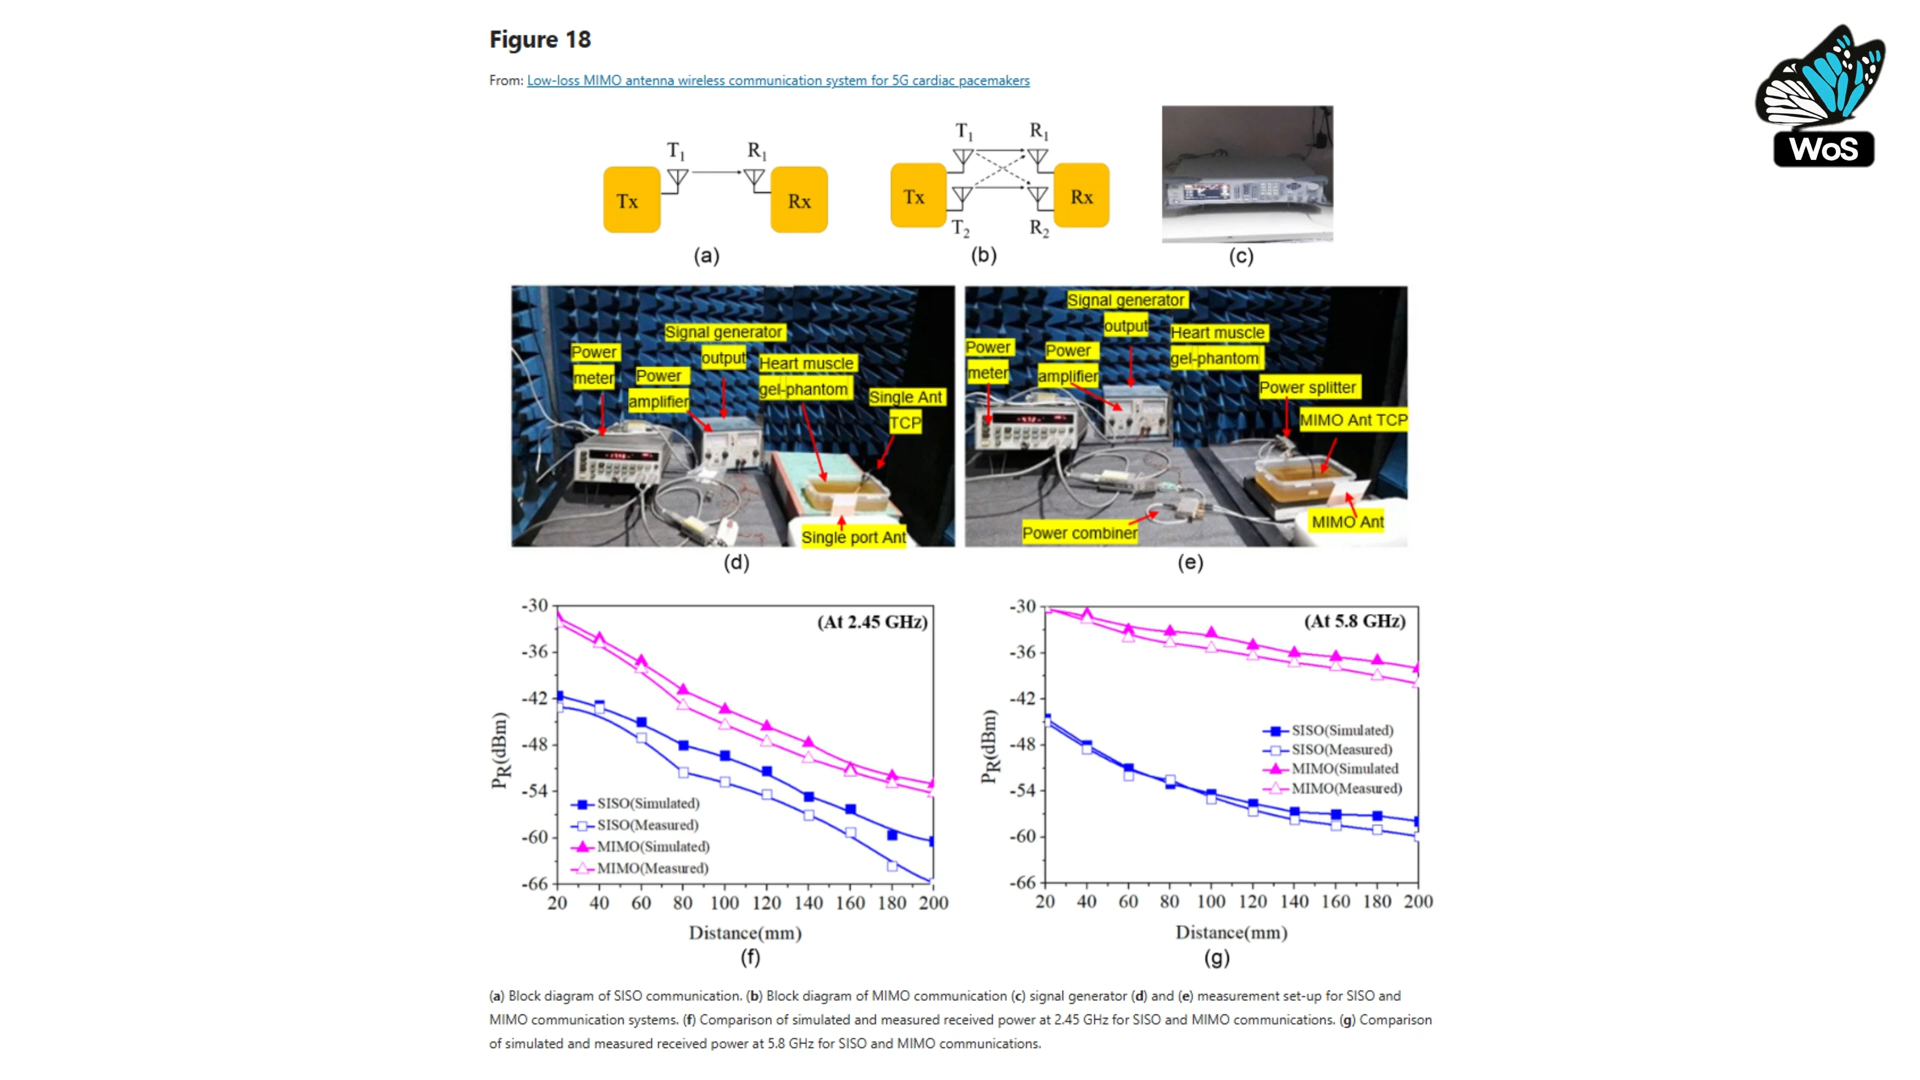 Figure 18
From: Low-loss MIMO antenna wireless communication system for 5G cardiac pacemakers
WoS
T1 R1
Tx Rx
(a)
T1 R1
Tx Rx
T2 R2
(b)
(c)
Signal generator
output
Power
meter
Power
amplifier
Heart muscle
gel-phantom
Single Ant
TCP
Single port Ant
(d)
Signal generator
output
Heart muscle
gel-phantom
Power
meter
Power
amplifier
Power splitter
MIMO Ant TCP
MIMO Ant
Power combiner
(e)
(At 2.45 GHz)
PR(dBm)
-30
-36
-42
-48
-54
-60
-66
SISO(Simulated)
SISO(Measured)
MIMO(Simulated)
MIMO(Measured)
20 40 60 80 100 120 140 160 180 200
Distance(mm)
(f)
(At 5.8 GHz)
PR(dBm)
-30
-36
-42
-48
-54
-60
-66
SISO(Simulated)
SISO(Measured)
MIMO(Simulated
MIMO(Measured)
20 40 60 80 100 120 140 160 180 200
Distance(mm)
(g)
(a) Block diagram of SISO communication. (b) Block diagram of MIMO communication (c) signal generator (d) and (e) measurement set-up for SISO and
MIMO communication systems. (f) Comparison of simulated and measured received power at 2.45 GHz for SISO and MIMO communications. (g) Comparison
of simulated and measured received power at 5.8 GHz for SISO and MIMO communications.